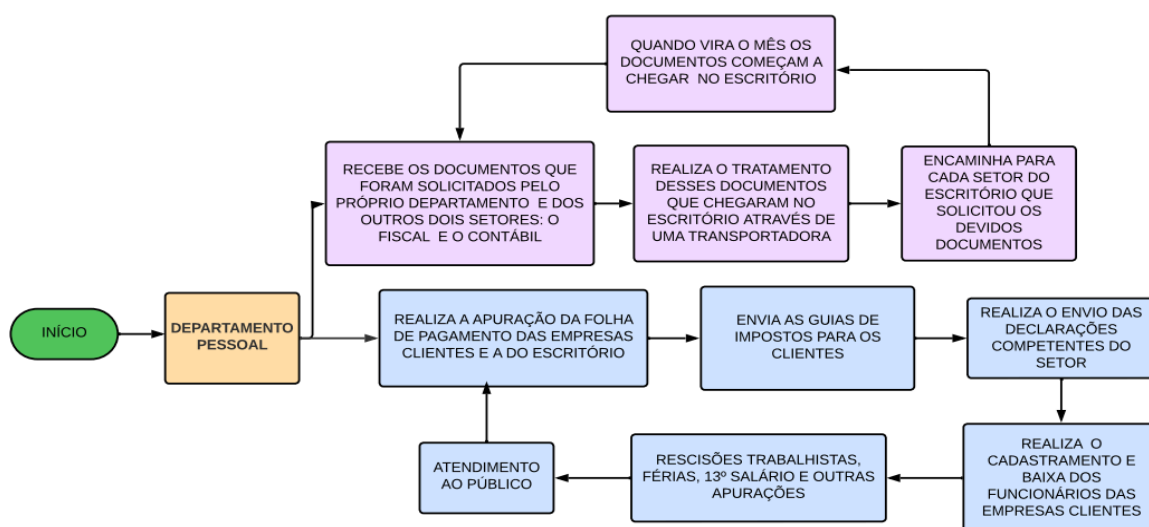 QUANDO VIRA O MÊS OS
DOCUMENTOS COMEÇAM A
CHEGAR NO ESCRITÓRIO
RECEBE OS DOCUMENTOS QUE
FORAM SOLICITADOS PELO
PRÓPRIO DEPARTAMENTO E DOS
OUTROS DOIS SETORES: O
FISCAL E O CONTÁBIL
REALIZA O TRATAMENTO
DESSES DOCUMENTOS
QUE CHEGARAM NO
ESCRITÓRIO ATRAVÉS DE
UMA TRANSPORTADORA
ENCAMINHA PARA
CADA SETOR DO
ESCRITÓRIO QUE
SOLICITOU OS
DEVIDOS
DOCUMENTOS
INÍCIO
DEPARTAMENTO
PESSOAL
REALIZA A APURAÇÃO DA FOLHA
DE PAGAMENTO DAS EMPRESAS
CLIENTES E A DO ESCRITÓRIO
ENVIA AS GUIAS DE
IMPOSTOS PARA OS
CLIENTES
REALIZA O ENVIO DAS
DECLARAÇÕES
COMPETENTES DO
SETOR
REALIZA O
CADASTRAMENTO E
BAIXA DOS
FUNCIONÁRIOS DAS
EMPRESAS CLIENTES
RESCISÕES TRABALHISTAS,
FÉRIAS, 13º SALÁRIO E OUTRAS
APURAÇÕES
ATENDIMENTO
AO PÚBLICO